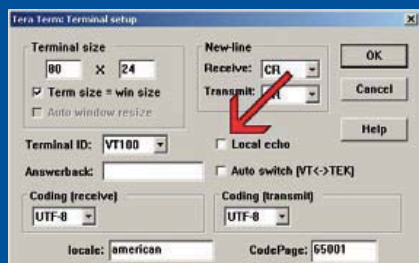 Tera Term: Terminal setup
Terminal size
80 X 24
Term size = win size
Auto window resize
New-line
Receive: CR
Transmit:
OK
Cancel
Help
Terminal ID: VT100
Local echo
Answerback:
Auto switch (VT<->TEK)
Coding (receive)
UTF-8
Coding (transmit)
UTF-8
locale: american
CodePage: 65001